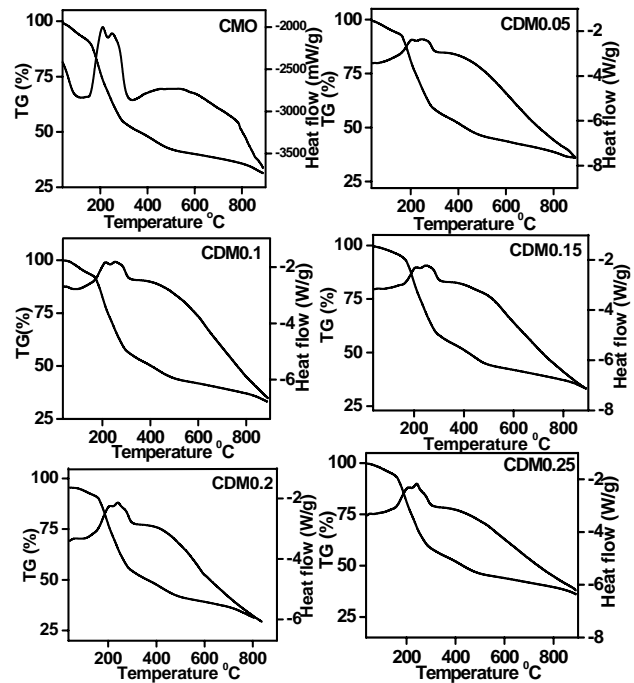 CMO
TG (%)
100
75
50
25
-2000
-2500
-3000
-3500
Heat flow (mW/g)
200 400 600 800
Temperature °C
CDM0.05
TG (%)
100
75
50
25
-2
-4
-6
-8
Heat flow (W/g)
200 400 600 800
Temperature °C
CDM0.1
TG(%)
100
75
50
25
-2
-4
-6
Heat flow (W/g)
200 400 600 800
Temperature °C
CDM0.15
TG (%)
100
75
50
25
-2
-4
-6
-8
Heat flow (W/g)
200 400 600 800
Temperature °C
CDM0.2
TG (%)
100
75
50
25
-2
-4
-6
Heat flow (W/g)
200 400 600 800
Temperature °C
CDM0.25
TG (%)
100
75
50
25
-2
-4
-6
-8
Heat flow (W/g)
200 400 600 800
Temperature °C